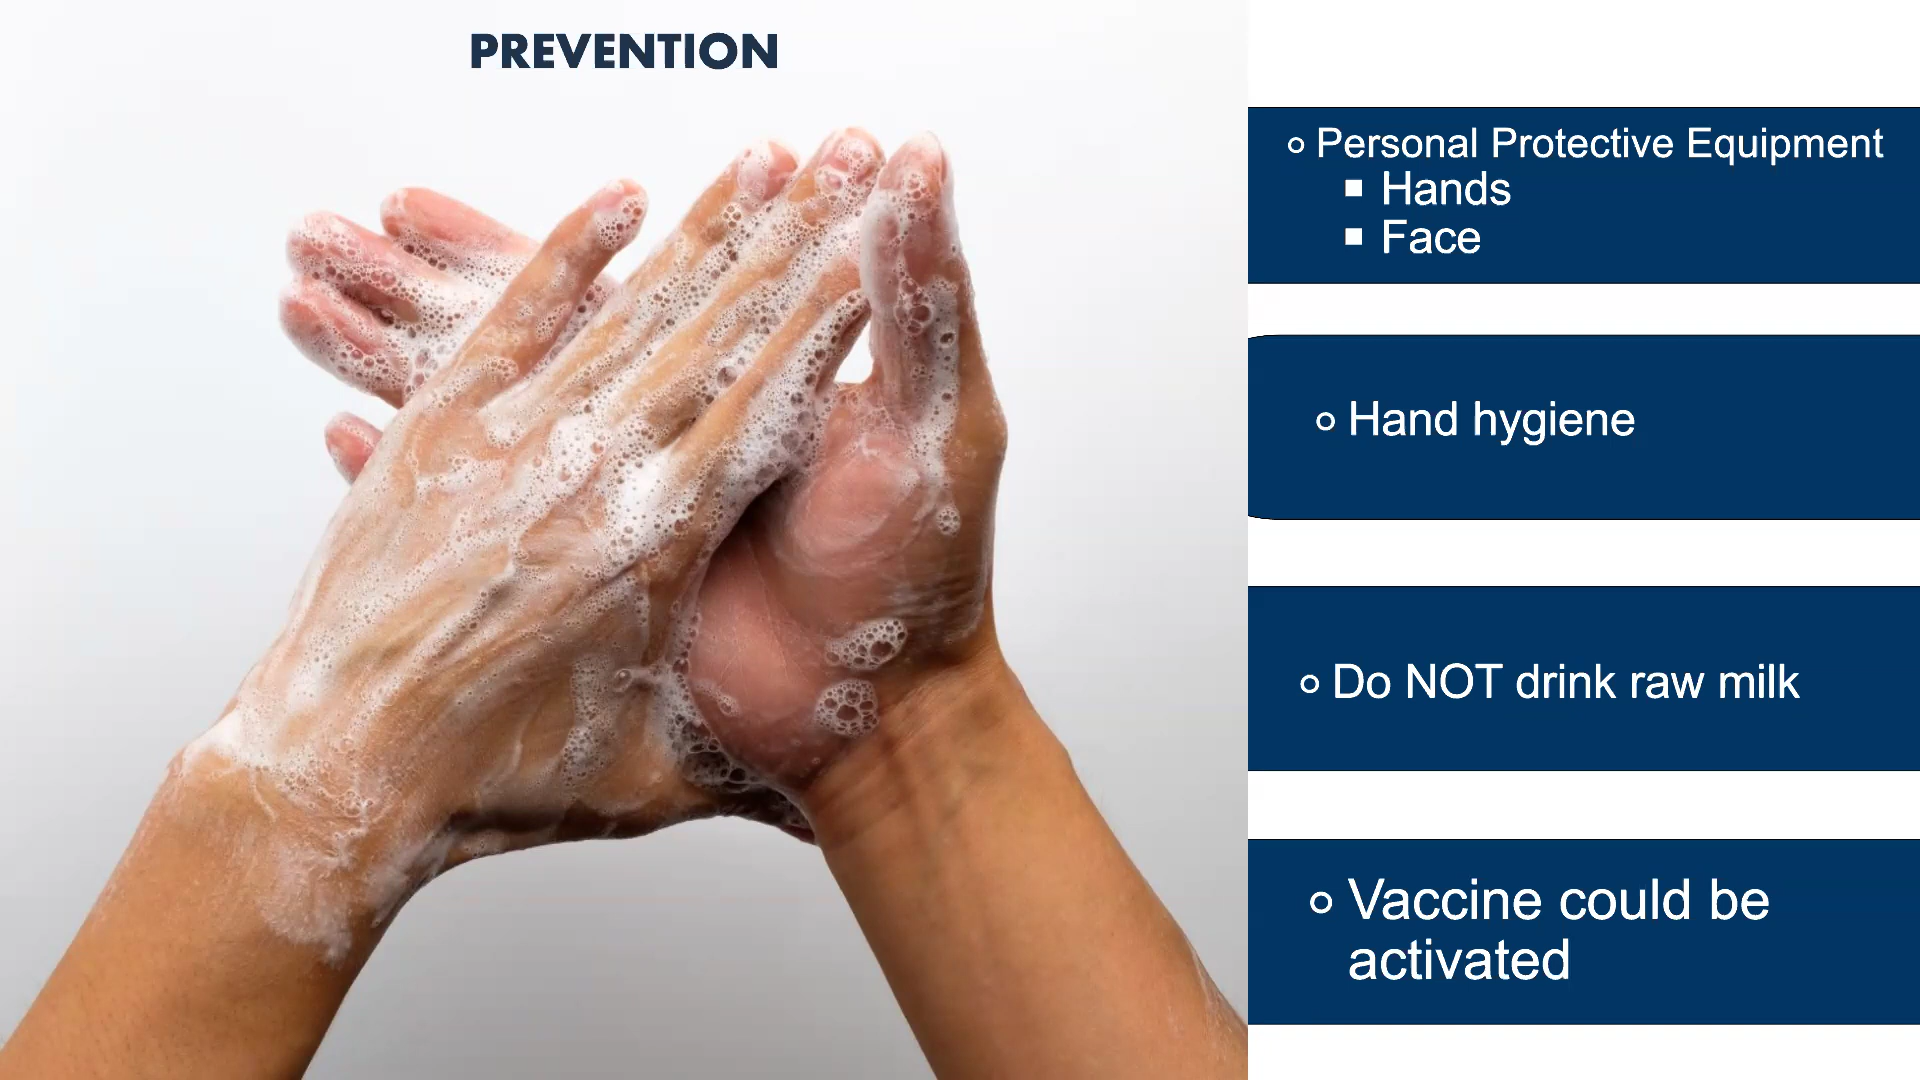 PREVENTION
Personal Protective Equipment
Hands
Face
Hand hygiene
Do NOT drink raw milk
Vaccine could be
activated